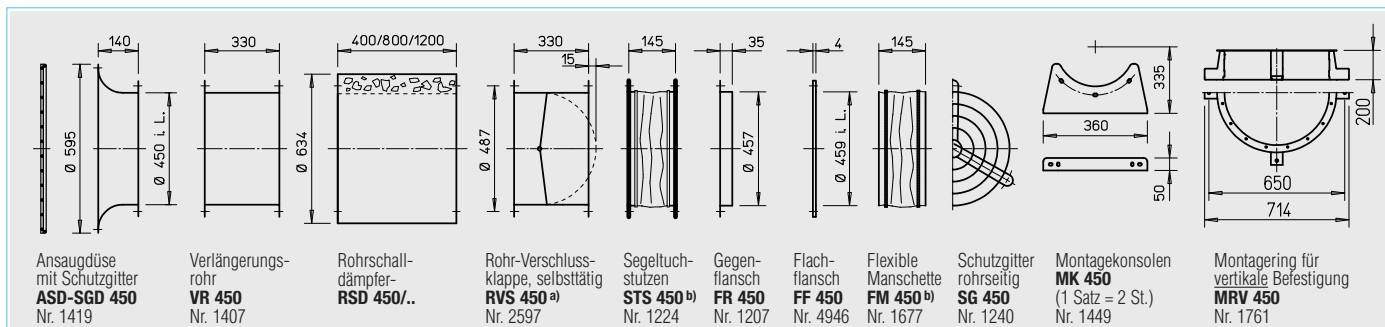 140
330
400/800/1200
330
15
145
35
4
145
335
200
Ø 595
Ø 450 i. L.
Ø 634
Ø 487
Ø 457
Ø 459 i. L.
360
50
650
714
Ansaugdüse
mit Schutzgitter
ASD-SGD 450
Nr. 1419
Verlängerungs-
rohr
VR 450
Nr. 1407
Rohrschall-
dämpfer-
RSD 450/..
Rohr-Verschluss-
klappe, selbsttätig
RVS 450 a)
Nr. 2597
Segeltuch-
stutzen
STS 450 b)
Nr. 1224
Gegen-
flansch
FR 450
Nr. 1207
Flach-
flansch
FF 450
Nr. 4946
Flexible
Manschette
FM 450 b)
Nr. 1677
Schutzgitter
rohrseitig
SG 450
Nr. 1240
Montagekonsolen
MK 450
(1 Satz = 2 St.)
Nr. 1449
Montagering für
vertikale Befestigung
MRV 450
Nr. 1761